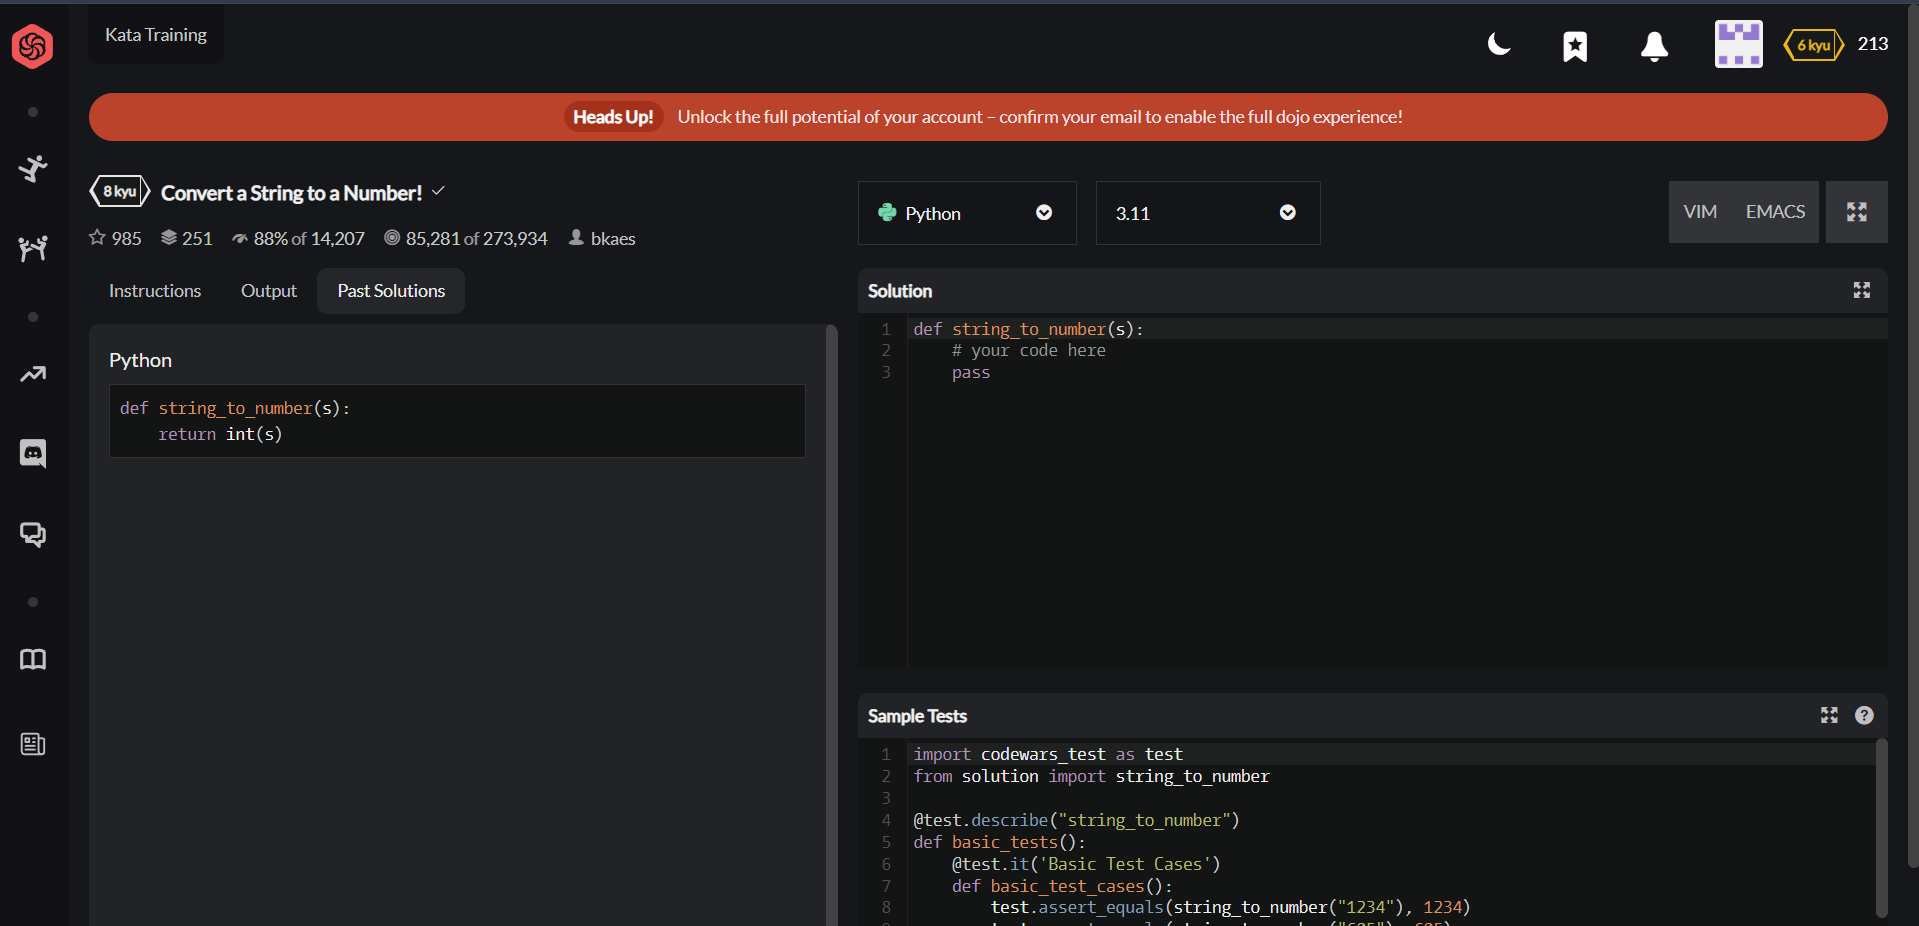 Kata Training
6 kyu
213
Heads Up! Unlock the full potential of your account – confirm your email to enable the full dojo experience!
8 kyu Convert a String to a Number!
985 251 88% of 14,207 85,281 of 273,934 bkaes
Instructions Output Past Solutions
Python
def string_to_number(s):
    return int(s)
Python 3.11 VIM EMACS
Solution
1 def string_to_number(s):
2     # your code here
3     pass
Sample Tests
?
1 import codewars_test as test
2 from solution import string_to_number
3
4 @test.describe("string_to_number")
5 def basic_tests():
6     @test.it('Basic Test Cases')
7     def basic_test_cases():
8         test.assert_equals(string_to_number("1234"), 1234)